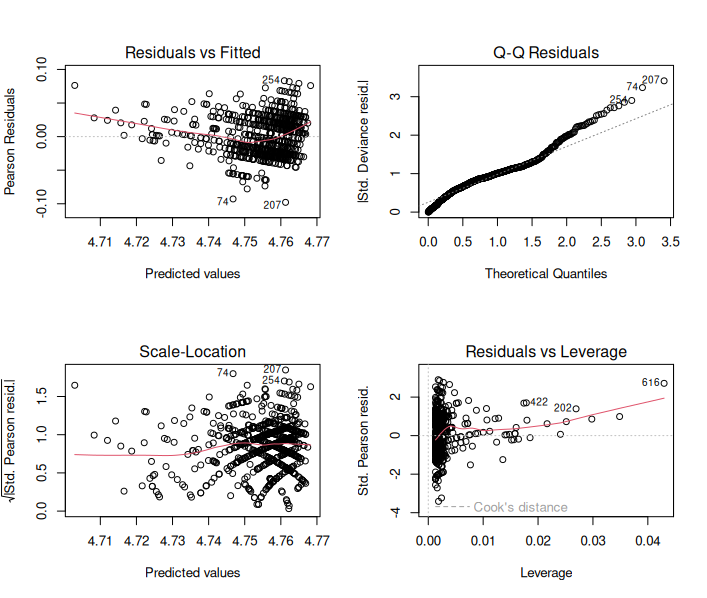 Residuals vs Fitted
Pearson Residuals
0.10
0.00
-0.10
254
74
207
4.71 4.72 4.73 4.74 4.75 4.76 4.77
Predicted values
Q-Q Residuals
|Std. Deviance resid.|
3
2
1
0
207
74
254
0.0 0.5 1.0 1.5 2.0 2.5 3.0 3.5
Theoretical Quantiles
Scale-Location
√|Std. Pearson resid.|
1.5
1.0
0.5
0.0
207
74
254
4.71 4.72 4.73 4.74 4.75 4.76 4.77
Predicted values
Residuals vs Leverage
Std. Pearson resid.
2
0
-2
-4
616
422
202
Cook's distance
0.00 0.01 0.02 0.03 0.04
Leverage